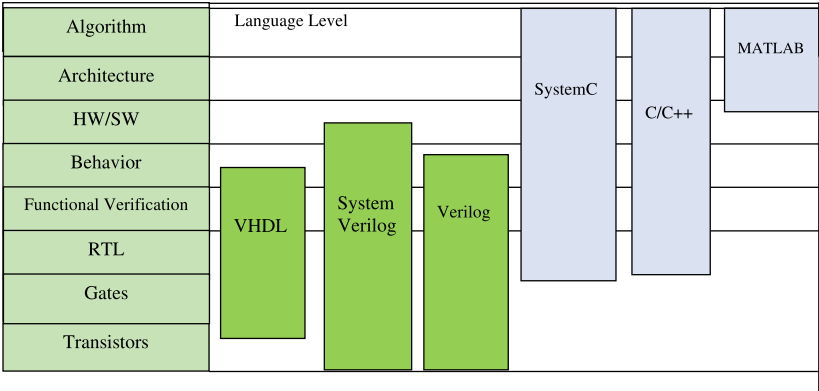 Algorithm
Language Level
Architecture
HW/SW
Behavior
Functional Verification
RTL
Gates
Transistors
VHDL
System
Verilog
Verilog
SystemC
C/C++
MATLAB